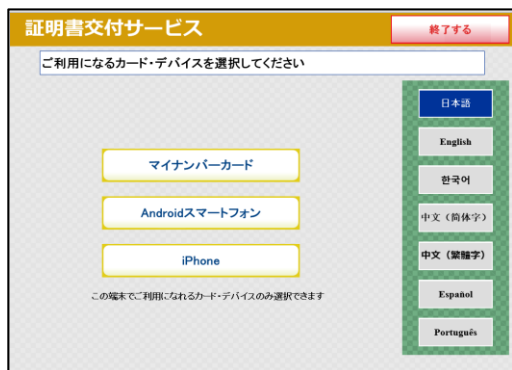 証明書交付サービス
終了する
ご利用になるカード・デバイスを選択してください
マイナンバーカード
Androidスマートフォン
iPhone
この端末でご利用になれるカード・デバイスのみ選択できます
日本語
English
한국어
中文（简体字）
中文（繁體字）
Español
Português